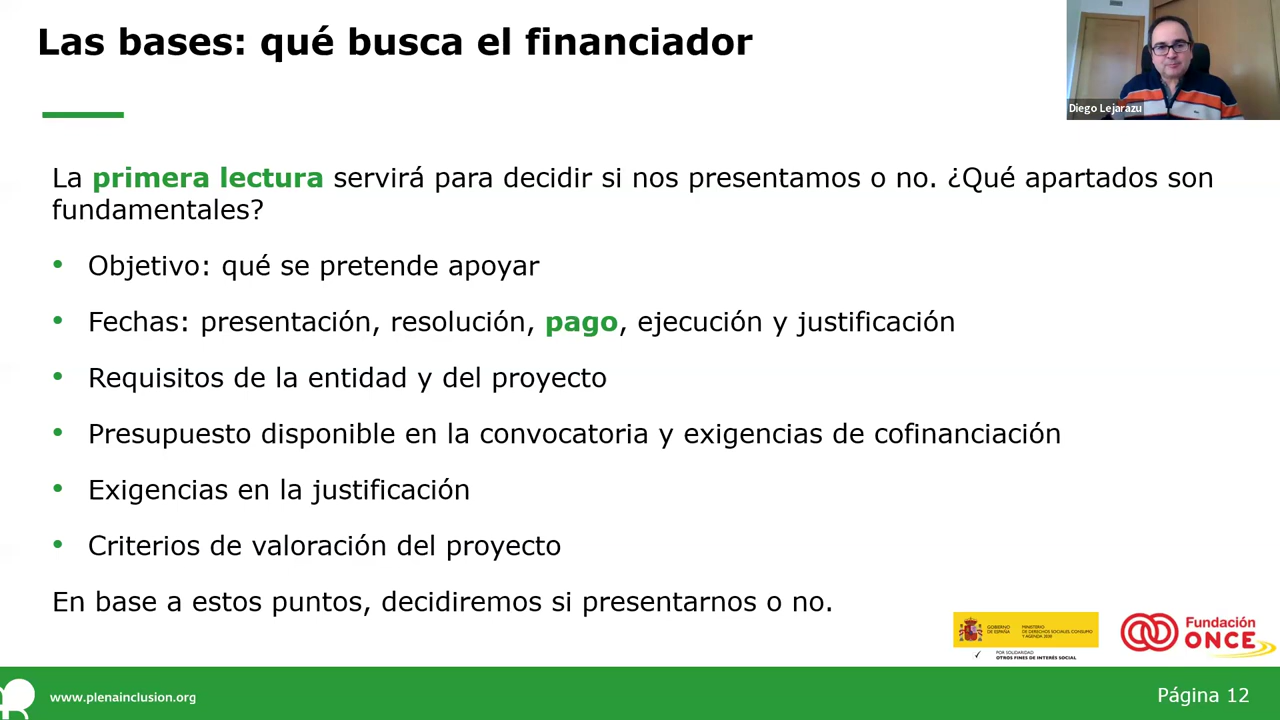 Las bases: qué busca el financiador
Diego Lejarazu
La primera lectura servirá para decidir si nos presentamos o no. ¿Qué apartados son
fundamentales?
• Objetivo: qué se pretende apoyar
• Fechas: presentación, resolución, pago, ejecución y justificación
• Requisitos de la entidad y del proyecto
• Presupuesto disponible en la convocatoria y exigencias de cofinanciación
• Exigencias en la justificación
• Criterios de valoración del proyecto
En base a estos puntos, decidiremos si presentarnos o no.
GOBIERNO
DE ESPAÑA
MINISTERIO
DE DERECHOS SOCIALES, CONSUMO
Y AGENDA 2030
POR SOLIDARIDAD
OTROS FINES DE INTERÉS SOCIAL
Fundación
ONCE
www.plenainclusion.org
Página 12